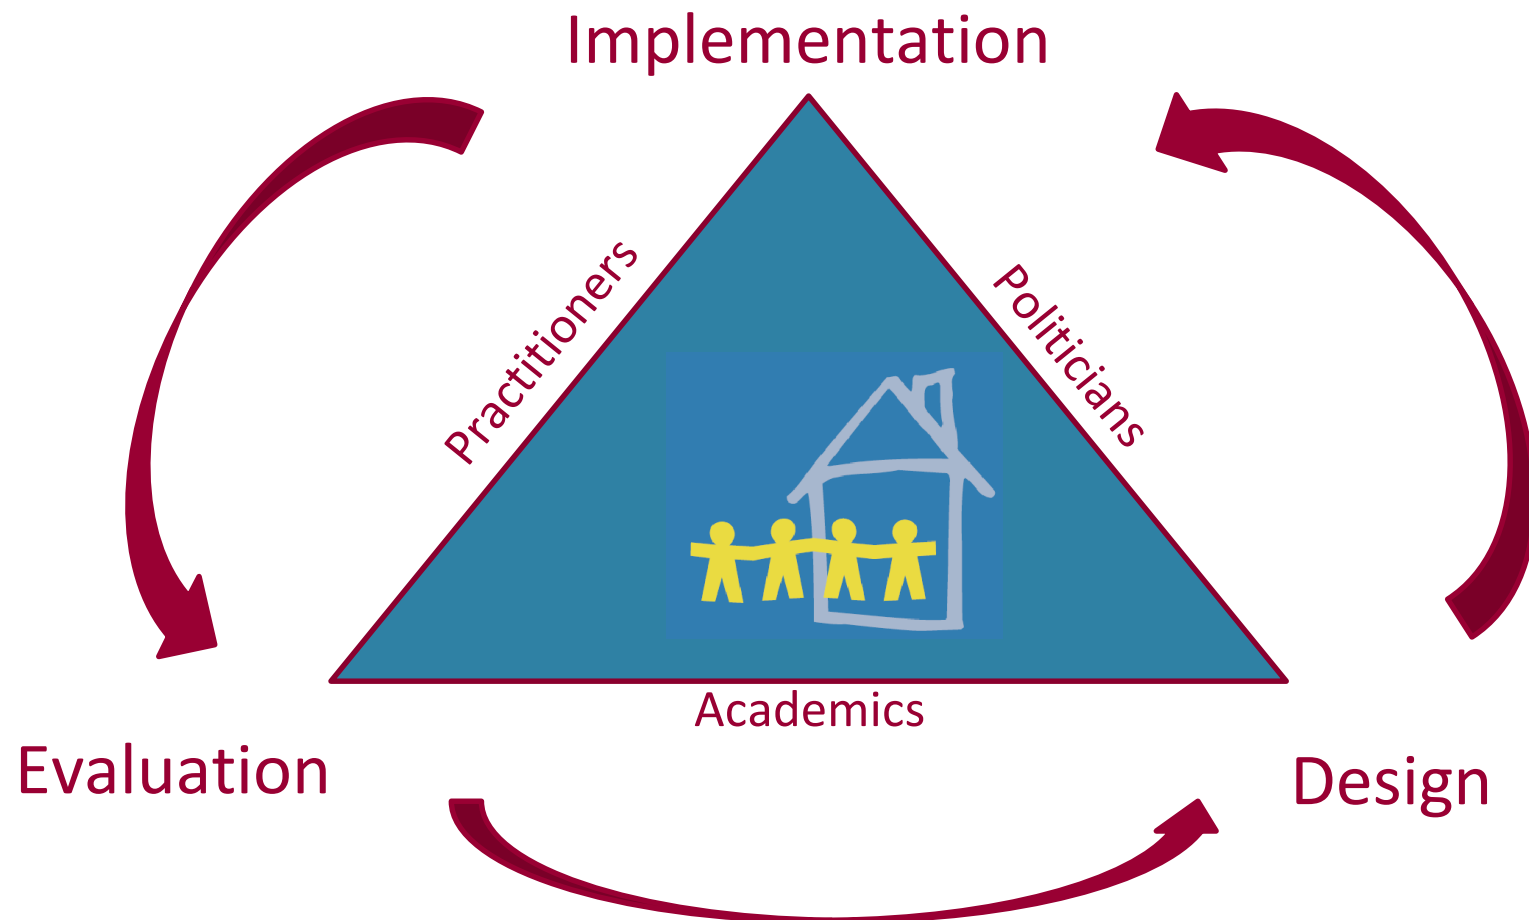 Implementation
Practitioners
Politicians
Academics
Evaluation
Design